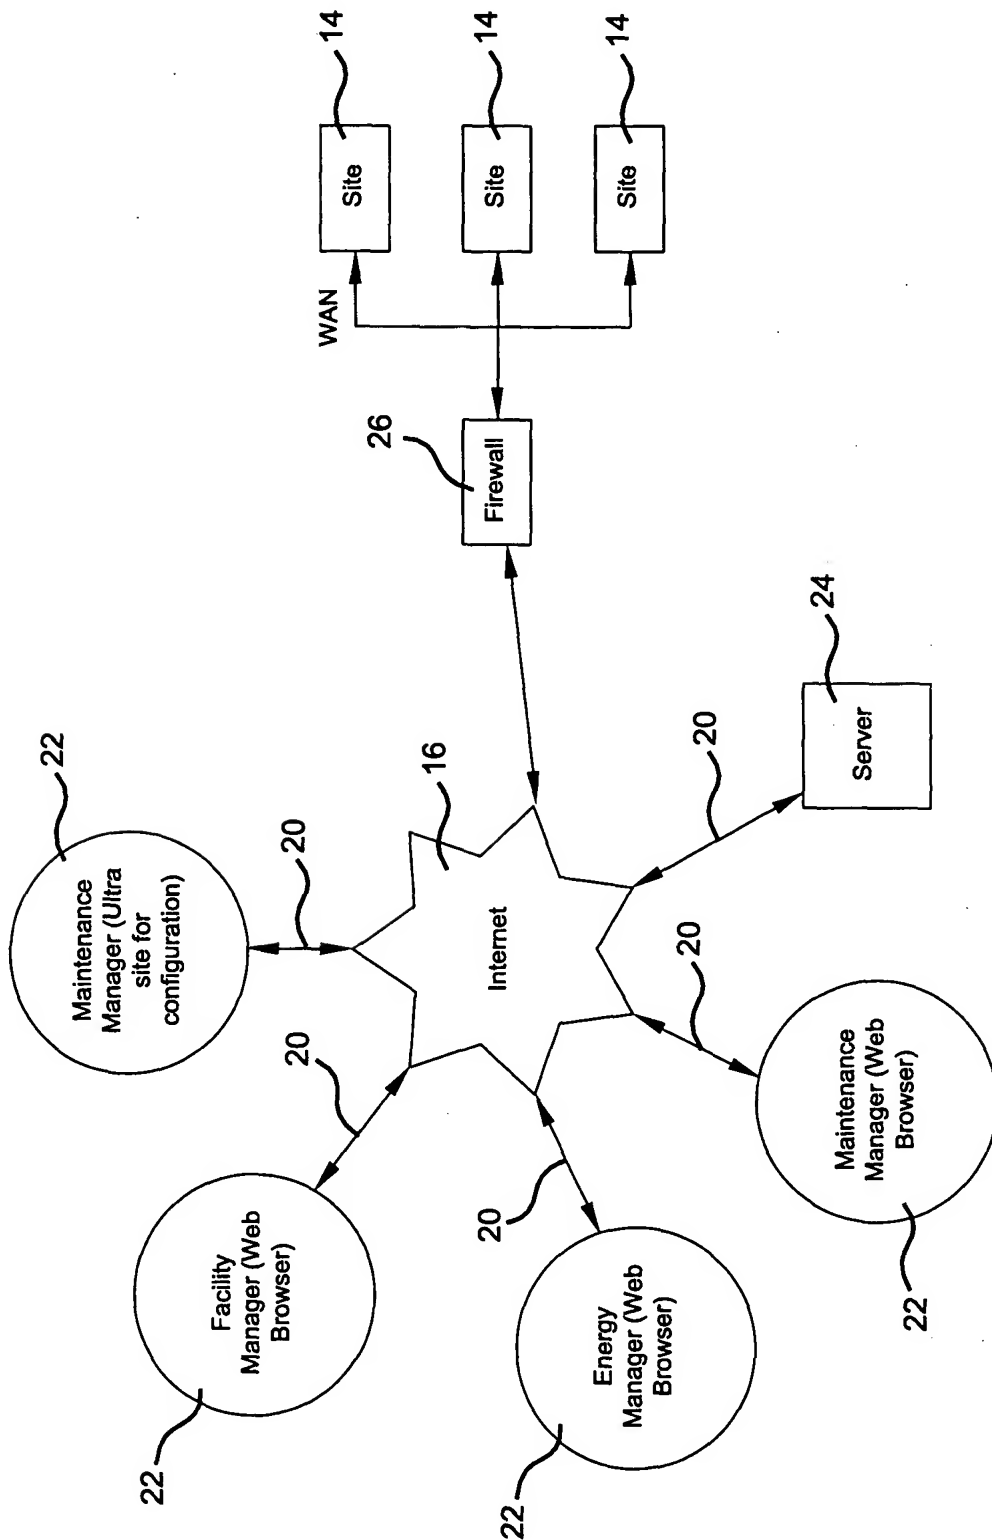 22
Maintenance
Manager (Ultra
site for
configuration)
20
22
Facility
Manager (Web
Browser)
20
22
Energy
Manager (Web
Browser)
20
22
Maintenance
Manager (Web
Browser)
20
16
Internet
20
24
Server
26
Firewall
WAN
14
Site
14
Site
14
Site